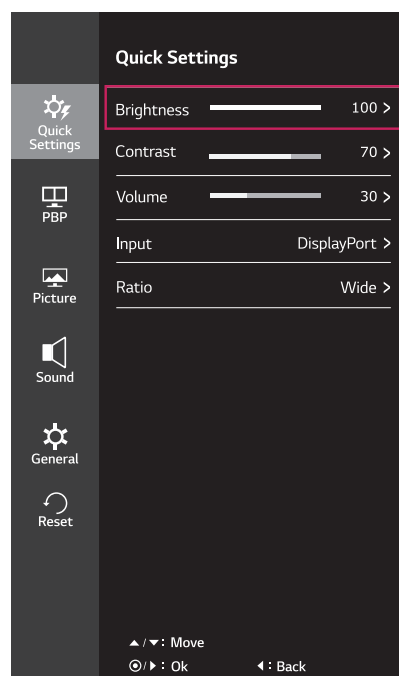 Quick Settings
Quick
Settings
PBP
Picture
Sound
General
Reset
Brightness 100 >
Contrast 70 >
Volume 30 >
Input DisplayPort >
Ratio Wide >
▲/▼: Move
◉/▶: Ok ◀: Back